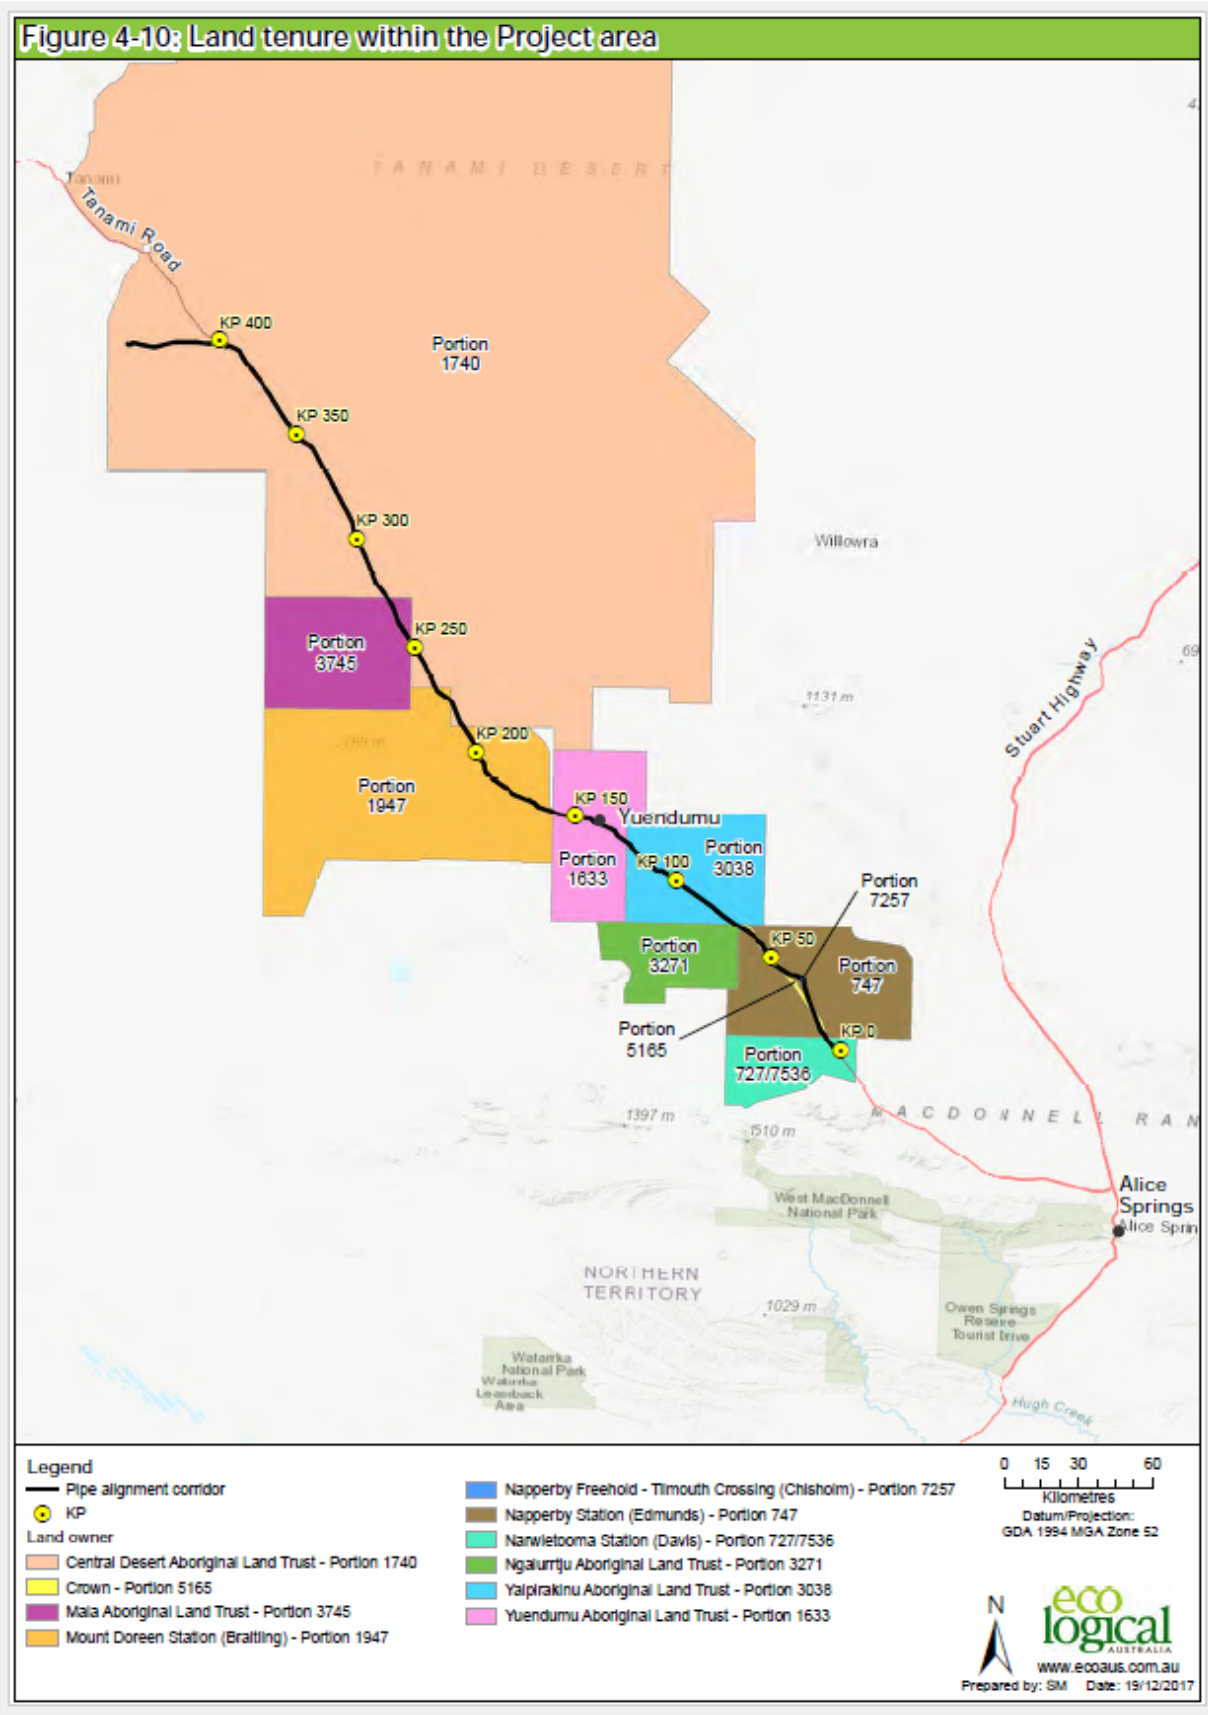 Figure 4-10: Land tenure within the Project area
TANAMI DESERT
Tanami
Tanami Road
KP 400
Portion
1740
KP 350
KP 300
Willowra
Portion
3745
KP 250
Stuart Highway
69
1131 m
KP 200
Portion
1947
KP 150
Yuendumu
Portion
1633
KP 100
Portion
3038
Portion
7257
KP 50
Portion
3271
Portion
747
Portion
5165
KP 0
Portion
727/7536
1397 m
1510 m
MACDONNELL RAN
West MacDonnell
National Park
Alice
Springs
Alice Sprin
NORTHERN
TERRITORY
1029 m
Owen Springs
Reserve
Tourist Drive
Watarrka
National Park
Watarrka
Leaseback
Area
Hugh Creek
Legend
Pipe alignment corridor
KP
Land owner
Central Desert Aboriginal Land Trust - Portion 1740
Crown - Portion 5165
Mala Aboriginal Land Trust - Portion 3745
Mount Doreen Station (Braitling) - Portion 1947
Napperby Freehold - Tilmouth Crossing (Chisholm) - Portion 7257
Napperby Station (Edmunds) - Portion 747
Narwietooma Station (Davis) - Portion 727/7536
Ngalurrtju Aboriginal Land Trust - Portion 3271
Yalpirakinu Aboriginal Land Trust - Portion 3038
Yuendumu Aboriginal Land Trust - Portion 1633
0 15 30 60
Kilometres
Datum/Projection:
GDA 1994 MGA Zone 52
N
eco
logical
AUSTRALIA
www.ecoaus.com.au
Prepared by: SM Date: 19/12/2017